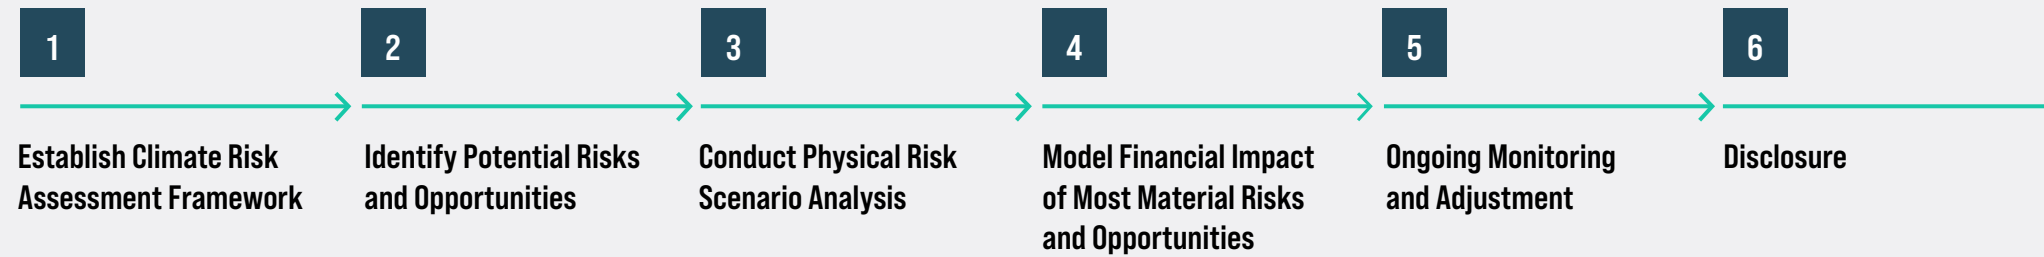 1
Establish Climate Risk
Assessment Framework
2
Identify Potential Risks
and Opportunities
3
Conduct Physical Risk
Scenario Analysis
4
Model Financial Impact
of Most Material Risks
and Opportunities
5
Ongoing Monitoring
and Adjustment
6
Disclosure